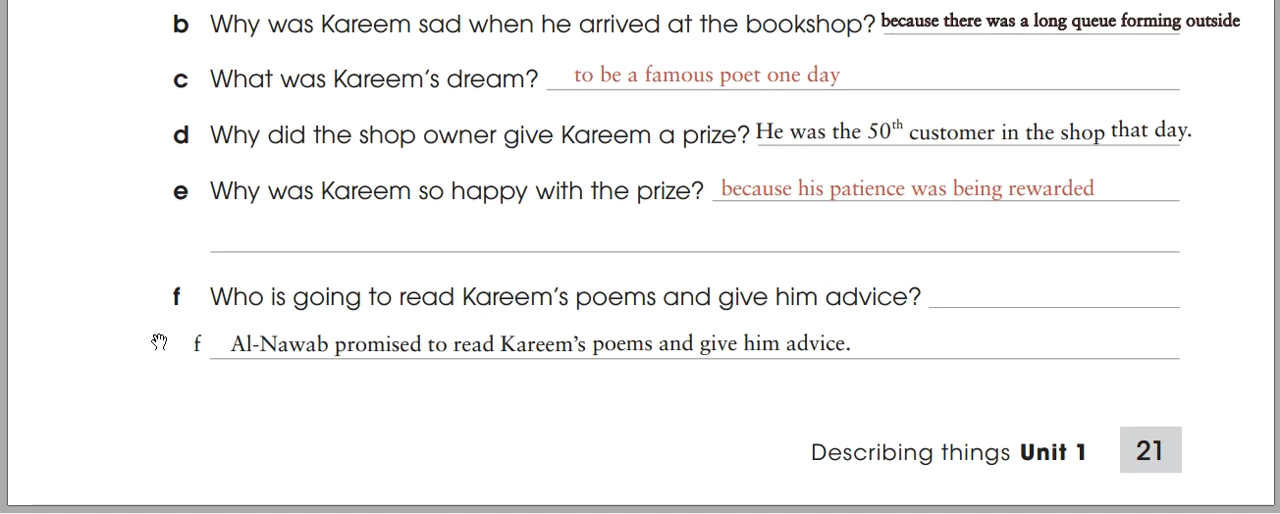 b Why was Kareem sad when he arrived at the bookshop? because there was a long queue forming outside
c What was Kareem's dream? to be a famous poet one day
d Why did the shop owner give Kareem a prize? He was the 50th customer in the shop that day.
e Why was Kareem so happy with the prize? because his patience was being rewarded
f Who is going to read Kareem's poems and give him advice?
f Al-Nawab promised to read Kareem's poems and give him advice.
Describing things Unit 1 21